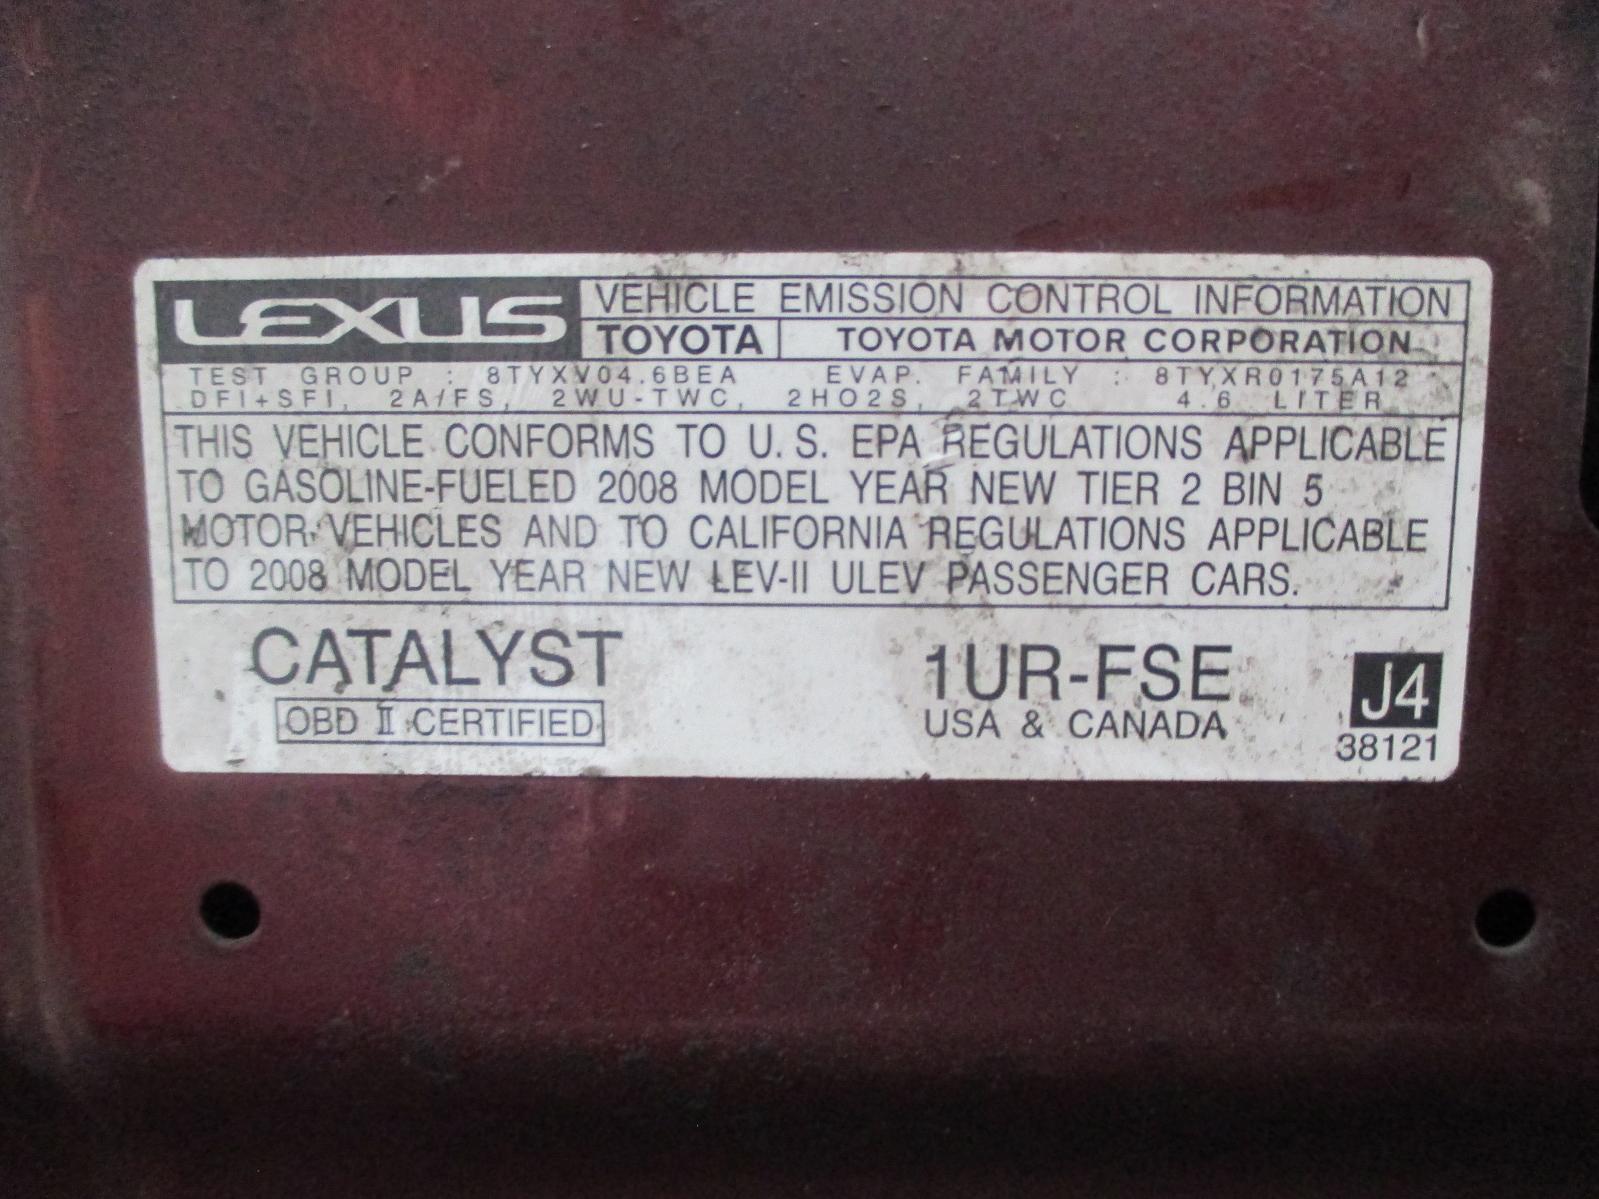 LEXUS VEHICLE EMISSION CONTROL INFORMATION
TOYOTA TOYOTA MOTOR CORPORATION
TEST GROUP : 8TYXV04.6BEA EVAP. FAMILY : 8TYXR0175A12
DFI+SFI, 2A/FS, 2WU-TWC, 2HO2S, 2TWC 4.6 LITER
THIS VEHICLE CONFORMS TO U.S. EPA REGULATIONS APPLICABLE
TO GASOLINE-FUELED 2008 MODEL YEAR NEW TIER 2 BIN 5
MOTOR VEHICLES AND TO CALIFORNIA REGULATIONS APPLICABLE
TO 2008 MODEL YEAR NEW LEV-II ULEV PASSENGER CARS.
CATALYST
OBD II CERTIFIED
1UR-FSE
USA & CANADA
J4
38121